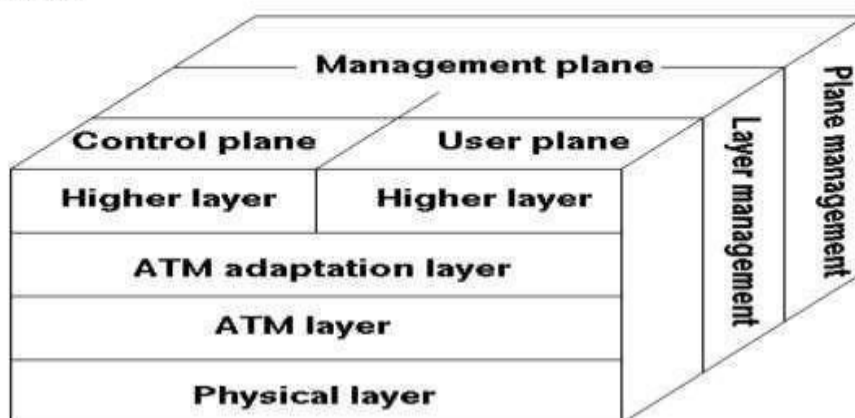 Management plane
Control plane
User plane
Higher layer
Higher layer
ATM adaptation layer
ATM layer
Physical layer
Layer management
Plane management